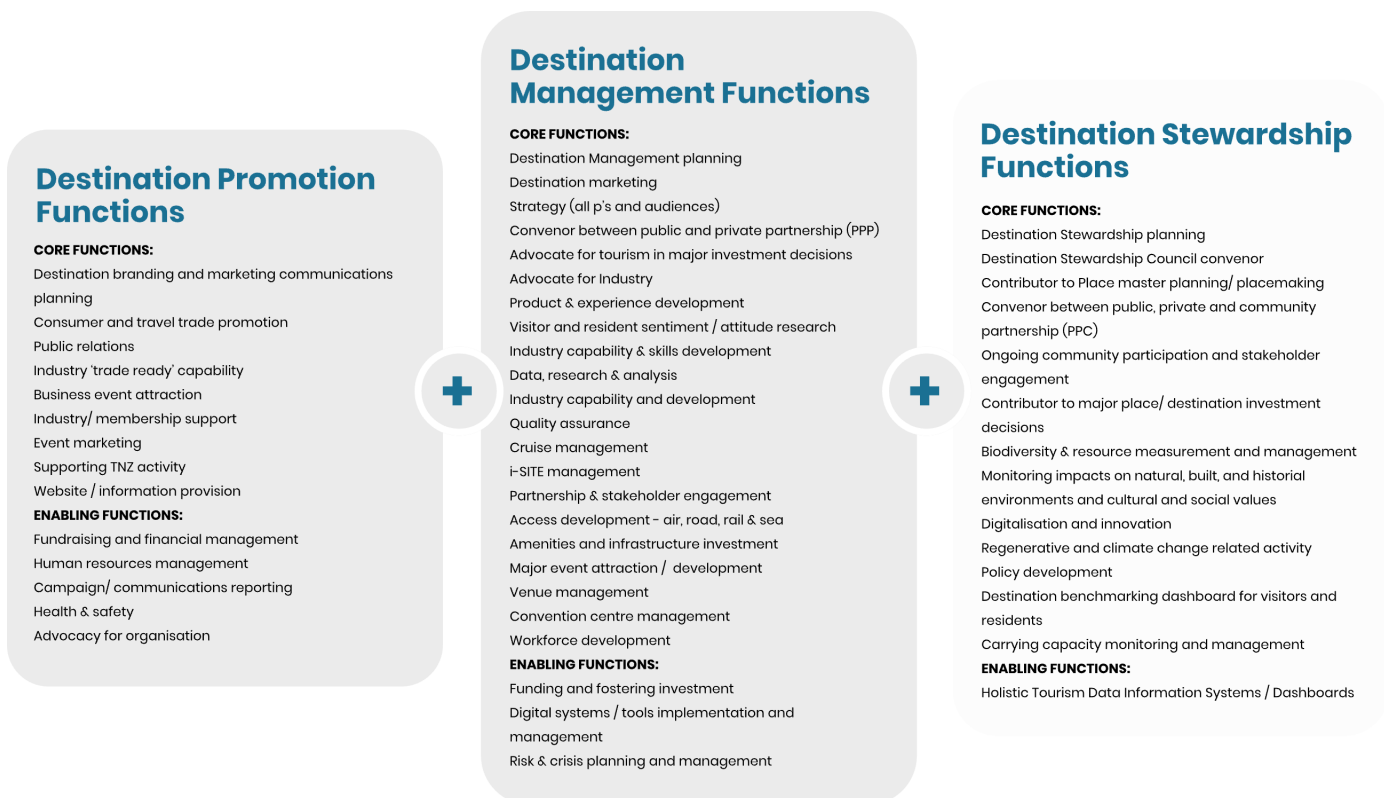 Destination Promotion
Functions
CORE FUNCTIONS:
Destination branding and marketing communications
planning
Consumer and travel trade promotion
Public relations
Industry ‘trade ready’ capability
Business event attraction
Industry/ membership support
Event marketing
Supporting TNZ activity
Website / information provision
ENABLING FUNCTIONS:
Fundraising and financial management
Human resources management
Campaign/ communications reporting
Health & safety
Advocacy for organisation
Destination
Management Functions
CORE FUNCTIONS:
Destination Management planning
Destination marketing
Strategy (all p's and audiences)
Convenor between public and private partnership (PPP)
Advocate for tourism in major investment decisions
Advocate for Industry
Product & experience development
Visitor and resident sentiment / attitude research
Industry capability & skills development
Data, research & analysis
Industry capability and development
Quality assurance
Cruise management
i-SITE management
Partnership & stakeholder engagement
Access development - air, road, rail & sea
Amenities and infrastructure investment
Major event attraction / development
Venue management
Convention centre management
Workforce development
ENABLING FUNCTIONS:
Funding and fostering investment
Digital systems / tools implementation and
management
Risk & crisis planning and management
Destination Stewardship
Functions
CORE FUNCTIONS:
Destination Stewardship planning
Destination Stewardship Council convenor
Contributor to Place master planning/ placemaking
Convenor between public, private and community
partnership (PPC)
Ongoing community participation and stakeholder
engagement
Contributor to major place/ destination investment
decisions
Biodiversity & resource measurement and management
Monitoring impacts on natural, built, and historial
environments and cultural and social values
Digitalisation and innovation
Regenerative and climate change related activity
Policy development
Destination benchmarking dashboard for visitors and
residents
Carrying capacity monitoring and management
ENABLING FUNCTIONS:
Holistic Tourism Data Information Systems / Dashboards